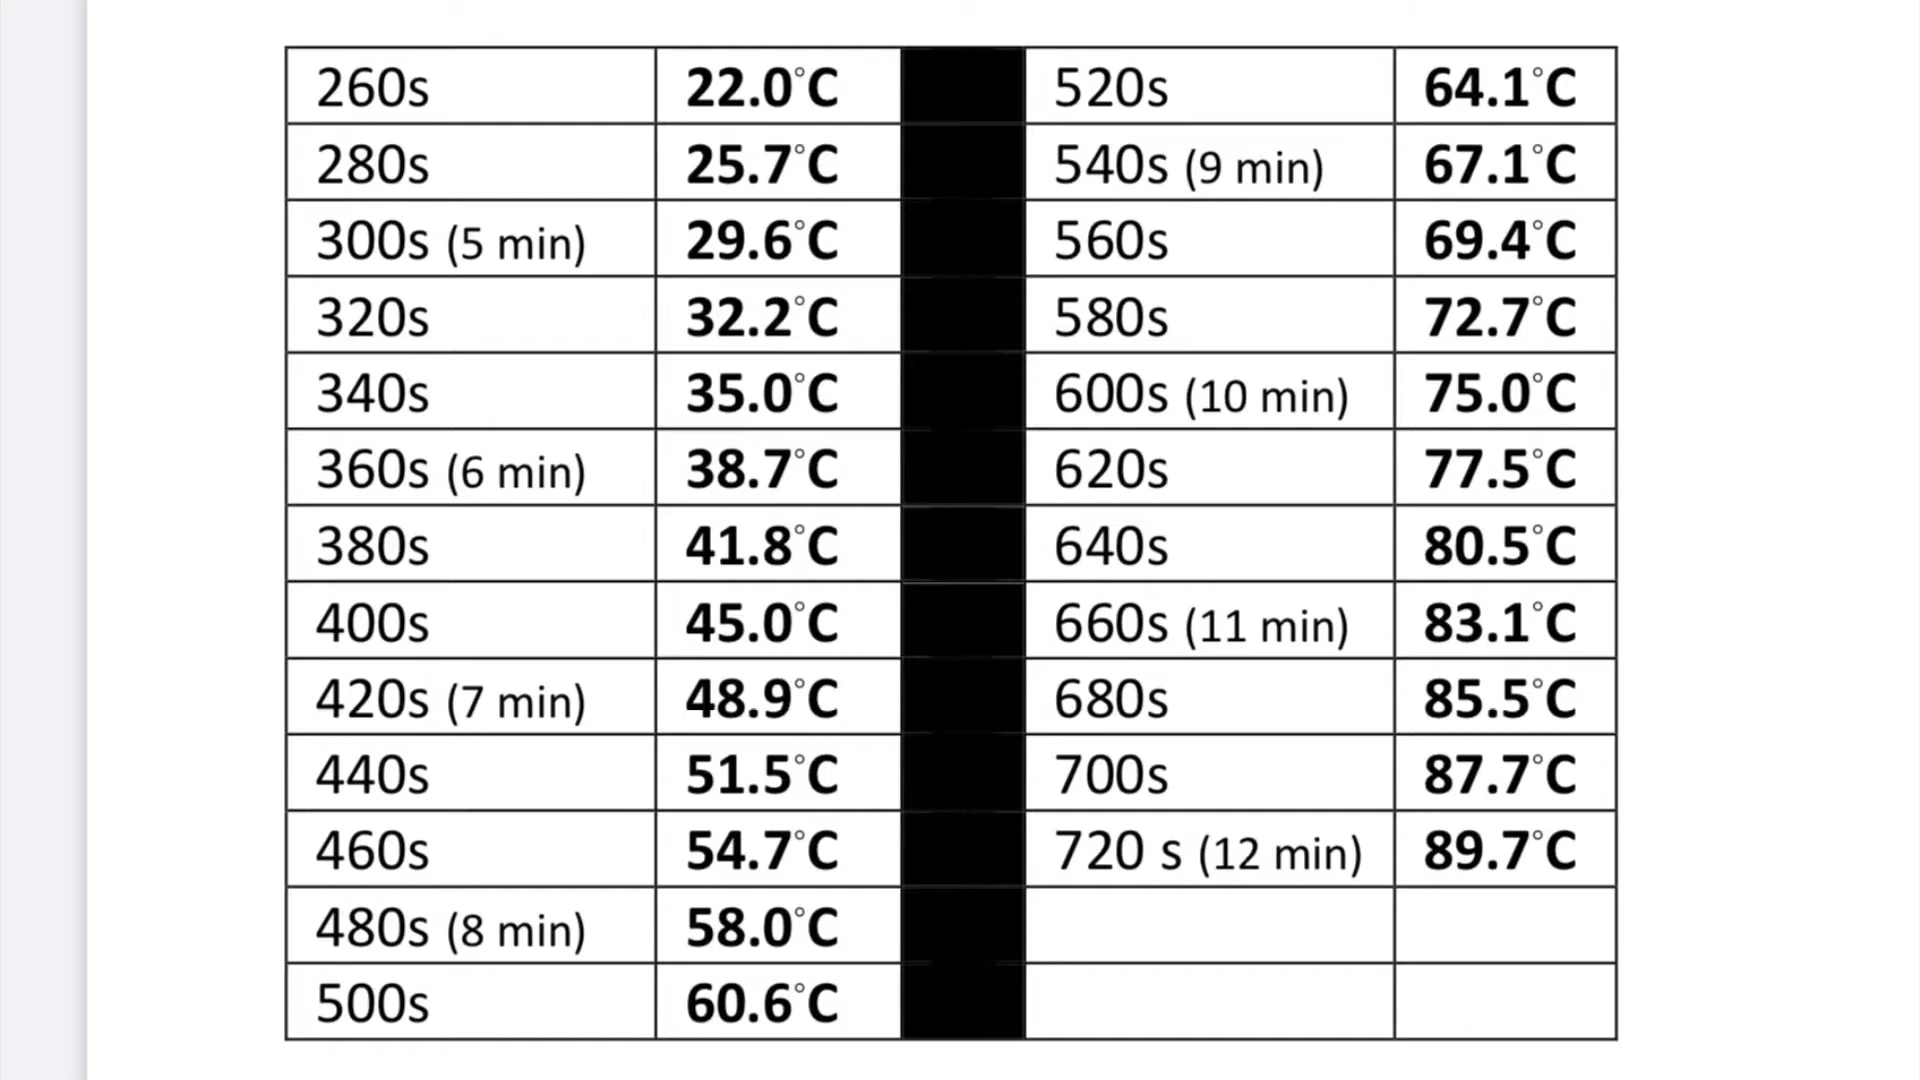 260s 22.0°C 520s 64.1°C
280s 25.7°C 540s (9 min) 67.1°C
300s (5 min) 29.6°C 560s 69.4°C
320s 32.2°C 580s 72.7°C
340s 35.0°C 600s (10 min) 75.0°C
360s (6 min) 38.7°C 620s 77.5°C
380s 41.8°C 640s 80.5°C
400s 45.0°C 660s (11 min) 83.1°C
420s (7 min) 48.9°C 680s 85.5°C
440s 51.5°C 700s 87.7°C
460s 54.7°C 720 s (12 min) 89.7°C
480s (8 min) 58.0°C
500s 60.6°C